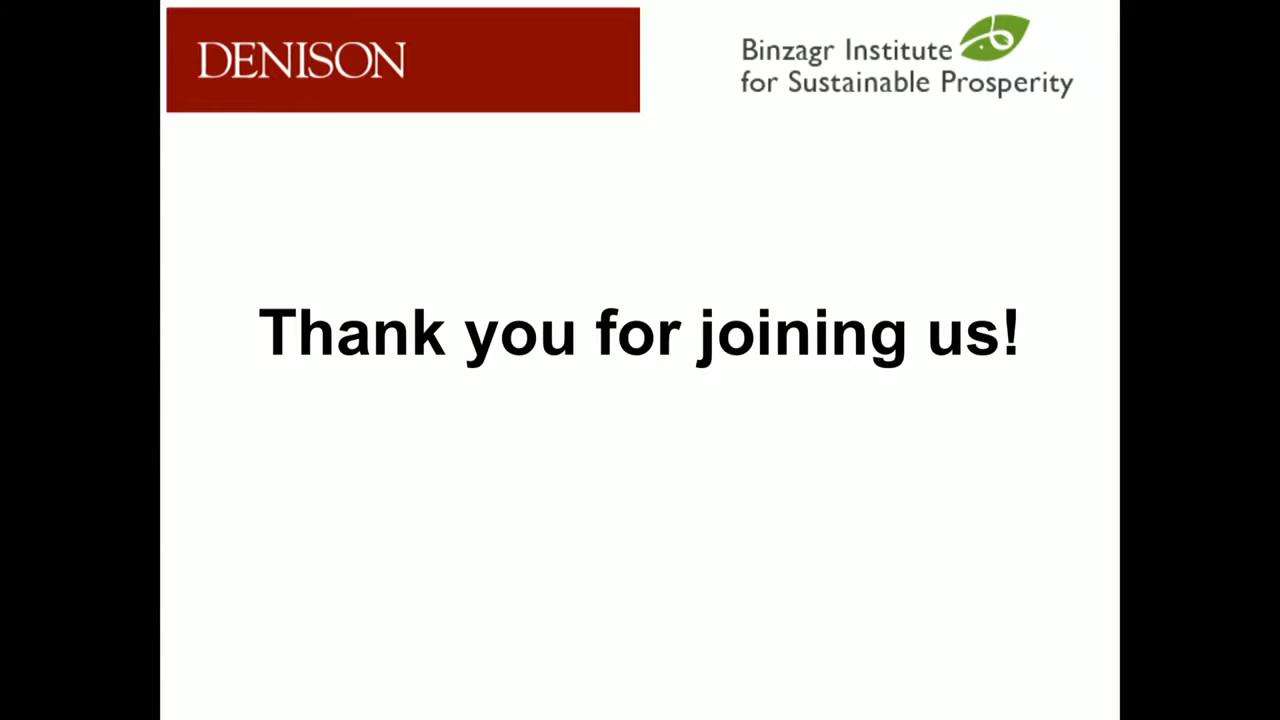 DENISON
Binzagr Institute
for Sustainable Prosperity
Thank you for joining us!